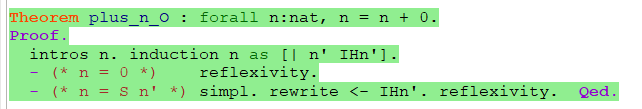 Theorem plus_n_O : forall n:nat, n = n + 0.
Proof.
intros n. induction n as [| n' IHn'].
- (* n = 0 *) reflexivity.
- (* n = S n' *) simpl. rewrite <- IHn'. reflexivity. Qed.